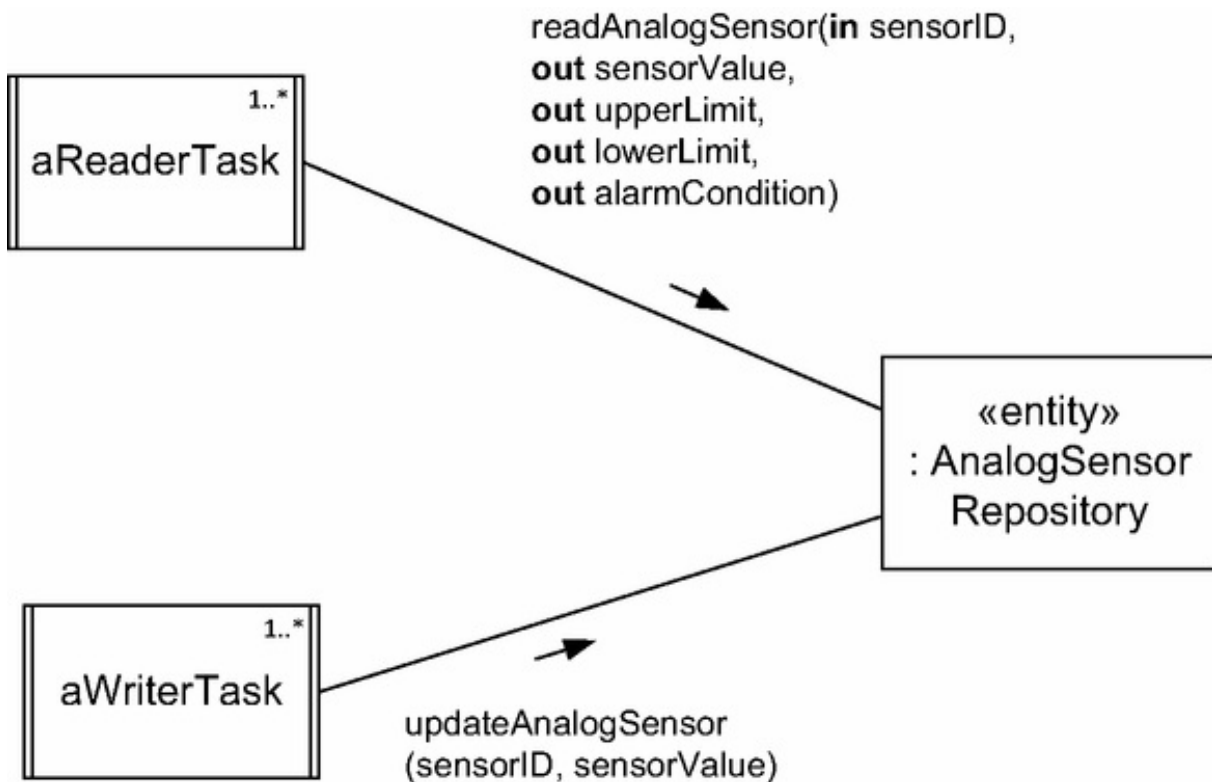 readAnalogSensor(in sensorID,
out sensorValue,
out upperLimit,
out lowerLimit,
out alarmCondition)
1..*
aReaderTask
«entity»
: AnalogSensor
Repository
1..*
aWriterTask
updateAnalogSensor
(sensorID, sensorValue)